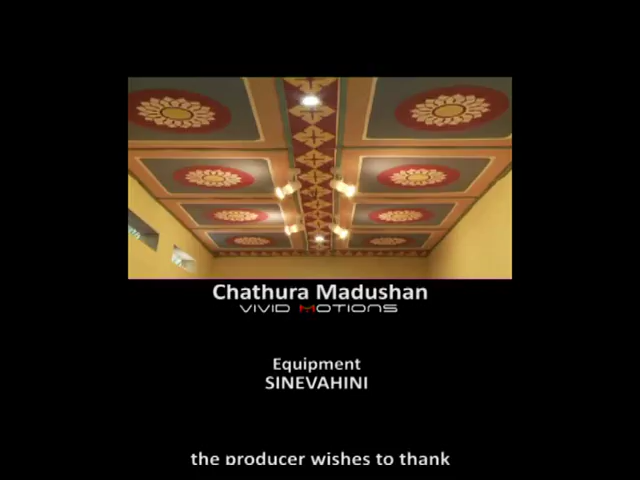 Chathura Madushan
VIVID MOTIONS
Equipment
SINEVAHINI
the producer wishes to thank